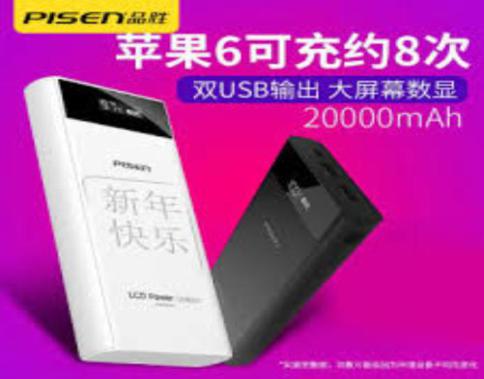 PISEN品胜
苹果6可充约8次
双USB输出 大屏幕数显
20000mAh
PISEN
新年
快乐
LCD Power
PISEN